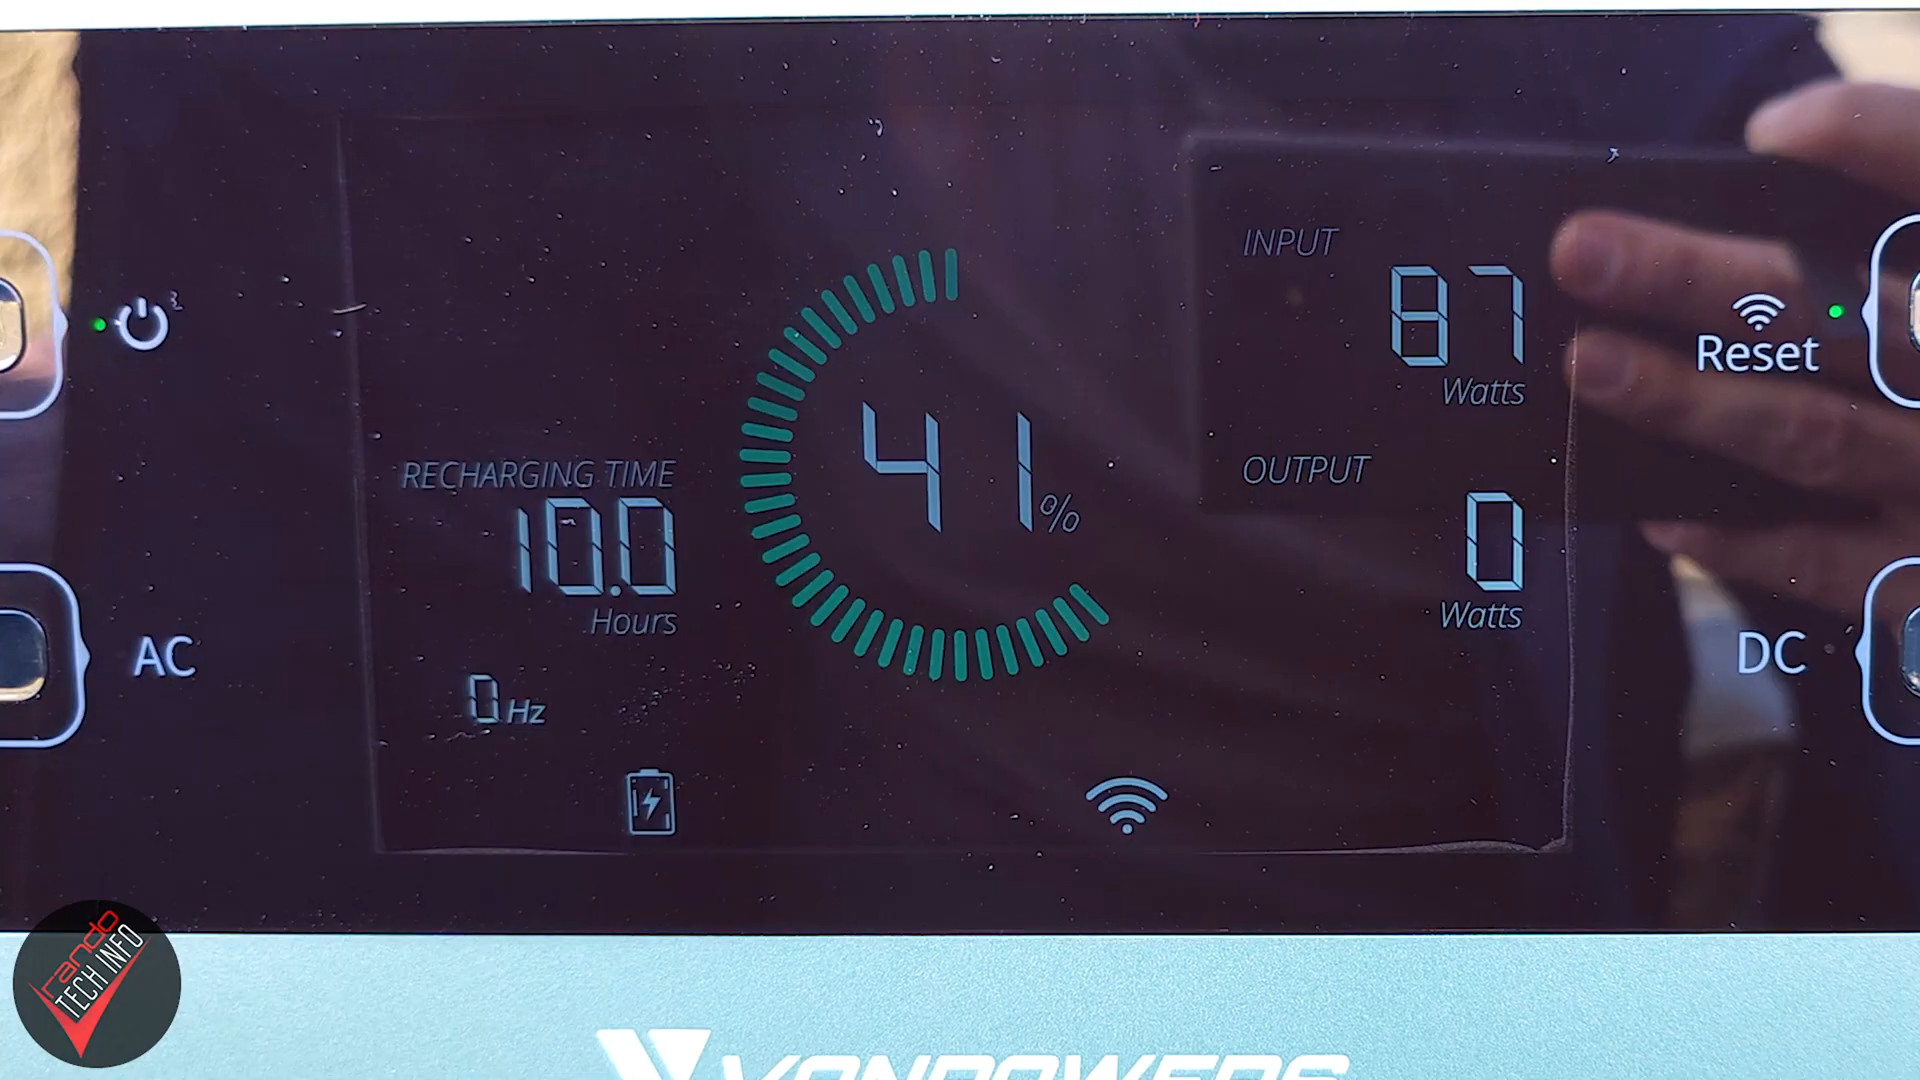 INPUT
87
Watts
Reset
41%
RECHARGING TIME
10.0
Hours
OUTPUT
0
Watts
AC
DC
0Hz
rando
TECH INFO
VANPOWERS